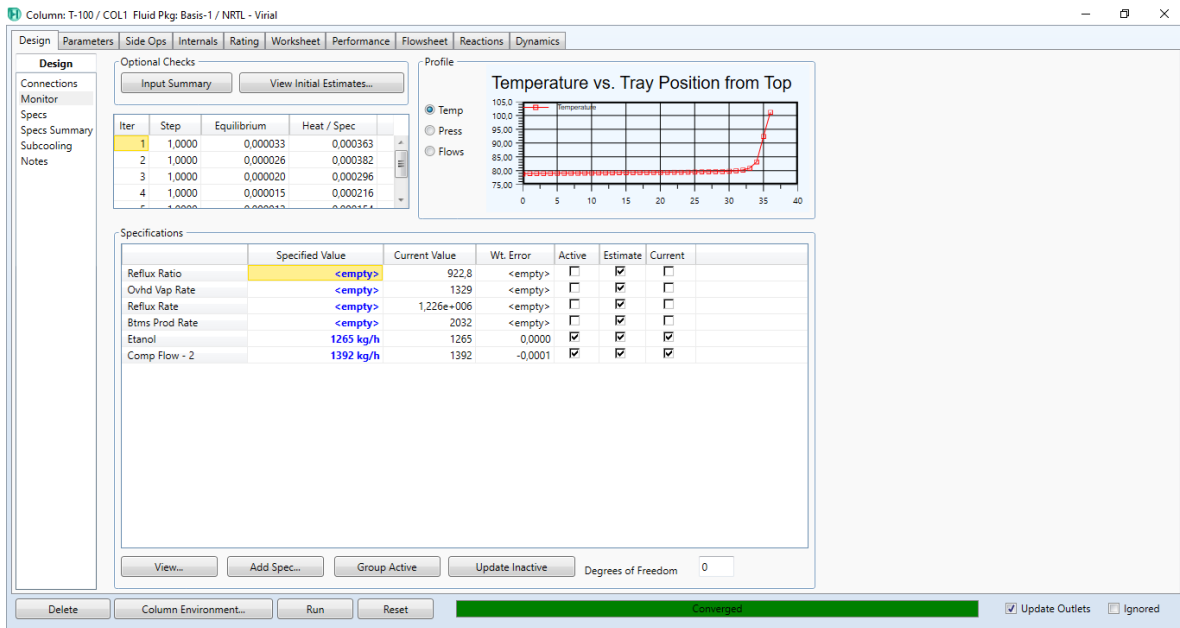 Column: T-100 / COL1 Fluid Pkg: Basis-1 / NRTL - Virial
Design Parameters Side Ops Internals Rating Worksheet Performance Flowsheet Reactions Dynamics
Design
Connections
Monitor
Specs
Specs Summary
Subcooling
Notes
Optional Checks
Input Summary View Initial Estimates...
Iter Step Equilibrium Heat / Spec
1 1,0000 0,000033 0,000363
2 1,0000 0,000026 0,000382
3 1,0000 0,000020 0,000296
4 1,0000 0,000015 0,000216
Profile
Temp
Press
Flows
Temperature vs. Tray Position from Top
Temperature
105,0
100,0
95,00
90,00
85,00
80,00
75,00
0 5 10 15 20 25 30 35 40
Specifications
Specified Value Current Value Wt. Error Active Estimate Current
Reflux Ratio <empty> 922,8 <empty>
Ovhd Vap Rate <empty> 1329 <empty>
Reflux Rate <empty> 1,226e+006 <empty>
Btms Prod Rate <empty> 2032 <empty>
Etanol 1265 kg/h 1265 0,0000
Comp Flow - 2 1392 kg/h 1392 -0,0001
View... Add Spec... Group Active Update Inactive Degrees of Freedom 0
Delete Column Environment... Run Reset Converged Update Outlets Ignored